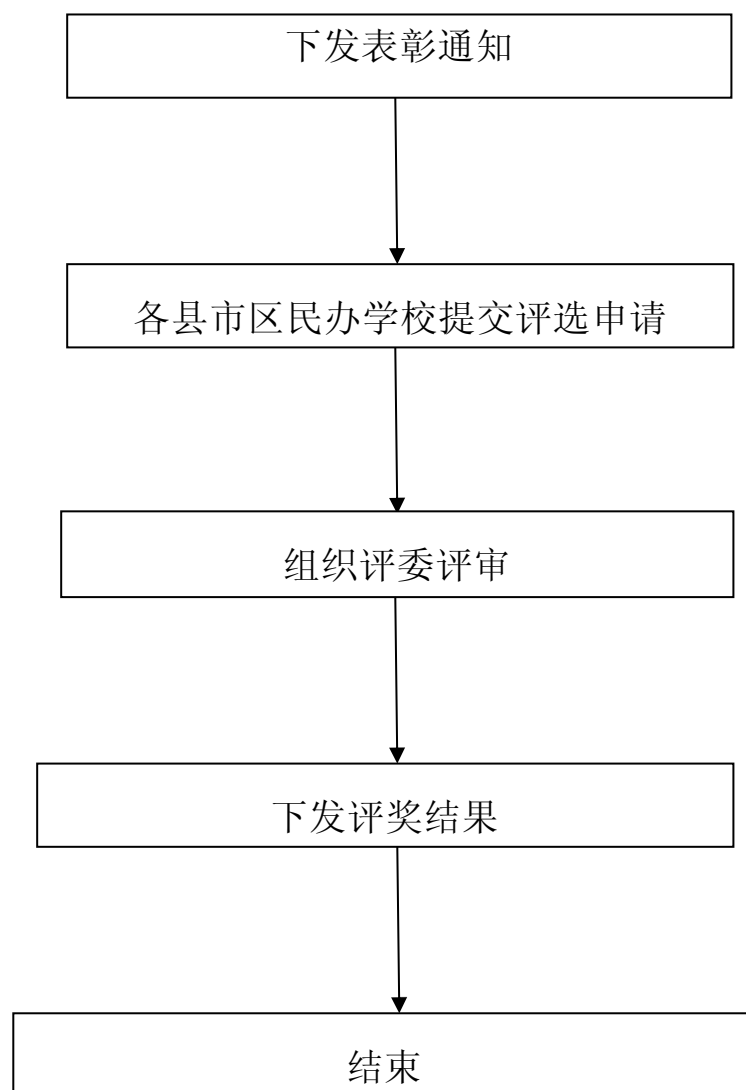 下发表彰通知
各县市区民办学校提交评选申请
组织评委评审
下发评奖结果
结束